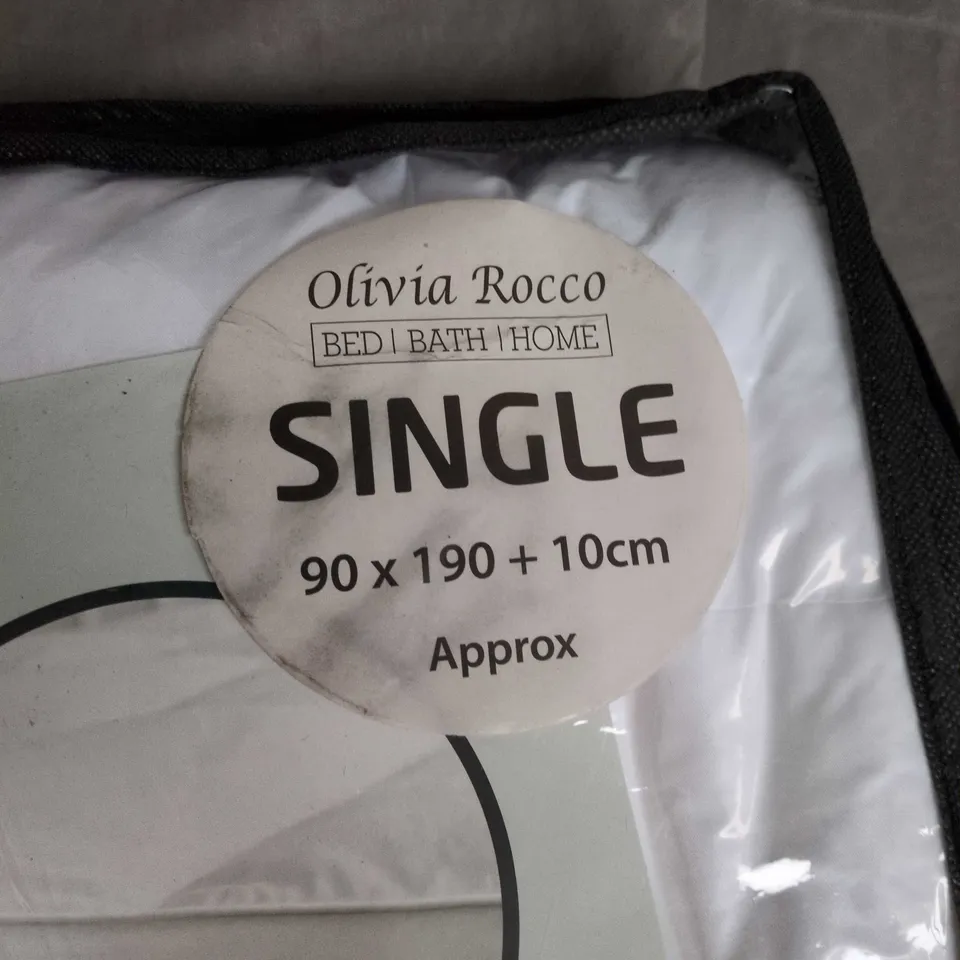 Olivia Rocco
BED | BATH | HOME
SINGLE
90 x 190 + 10cm
Approx